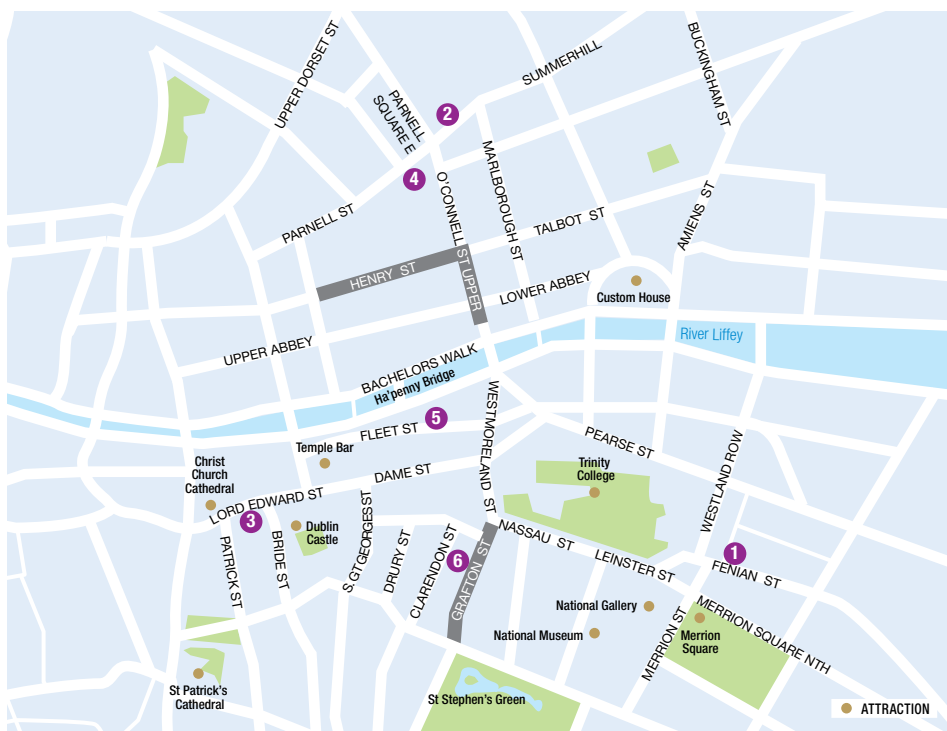 UPPER DORSET ST
SUMMERHILL
BUCKINGHAM ST
PARNELL
SQUARE E
2
4
MARLBOROUGH ST
O'CONNELL ST UPPER
PARNELL ST
TALBOT ST
AMIENS ST
HENRY ST
LOWER ABBEY
Custom House
UPPER ABBEY
River Liffey
BACHELORS WALK
Ha'penny Bridge
WESTMORELAND ST
5
FLEET ST
PEARSE ST
WESTLAND ROW
Temple Bar
Christ
Church
Cathedral
DAME ST
Trinity
College
LORD EDWARD ST
3
Dublin
Castle
PATRICK ST
BRIDE ST
S.GT GEORGES ST
DRURY ST
CLARENDON ST
6
GRAFTON ST
NASSAU ST
LEINSTER ST
1
FENIAN ST
National Gallery
National Museum
MERRION ST
Merrion
Square
MERRION SQUARE NTH
St Patrick's
Cathedral
St Stephen's Green
ATTRACTION